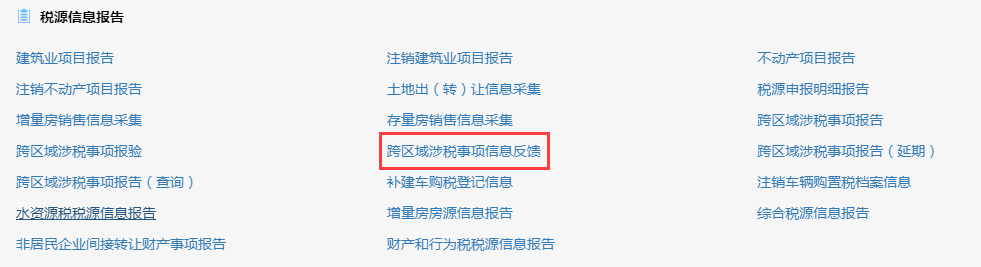 税源信息报告
建筑业项目报告 注销建筑业项目报告 不动产项目报告
注销不动产项目报告 土地出（转）让信息采集 税源申报明细报告
增量房销售信息采集 存量房销售信息采集 跨区域涉税事项报告
跨区域涉税事项报验 跨区域涉税事项信息反馈 跨区域涉税事项报告（延期）
跨区域涉税事项报告（查询） 补建车购税登记信息 注销车辆购置税档案信息
水资源税税源信息报告 增量房房源信息报告 综合税源信息报告
非居民企业间接转让财产事项报告 财产和行为税税源信息报告